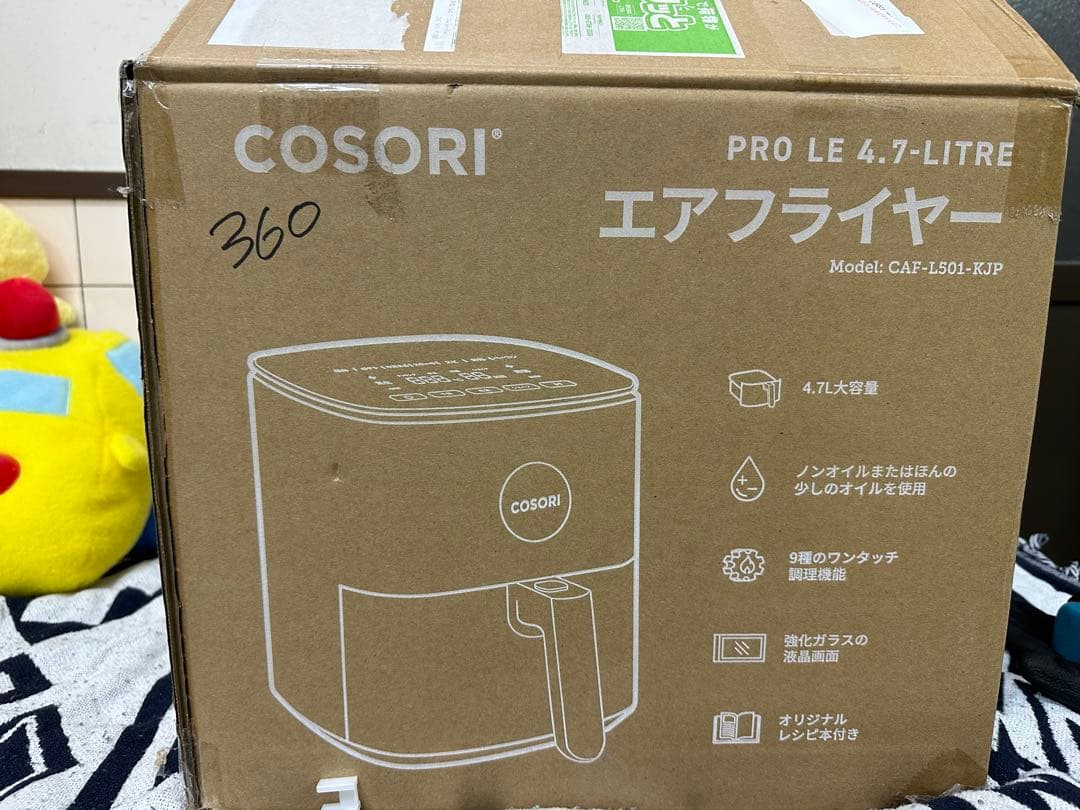 COSORI®
PRO LE 4.7-LITRE
エアフライヤー
Model: CAF-L501-KJP
360
4.7L大容量
ノンオイルまたはほんの
少しのオイルを使用
COSORI
9種のワンタッチ
調理機能
強化ガラスの
液晶画面
オリジナル
レシピ本付き